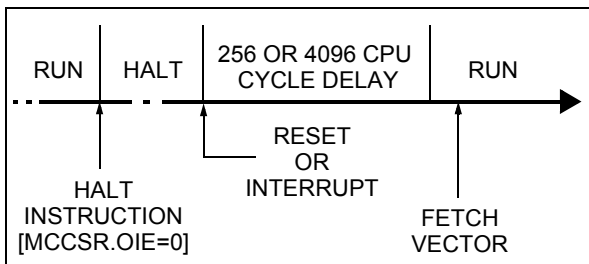 RUN
HALT
256 OR 4096 CPU
CYCLE DELAY
RUN
HALT
INSTRUCTION
[MCCSR.OIE=0]
RESET
OR
INTERRUPT
FETCH
VECTOR